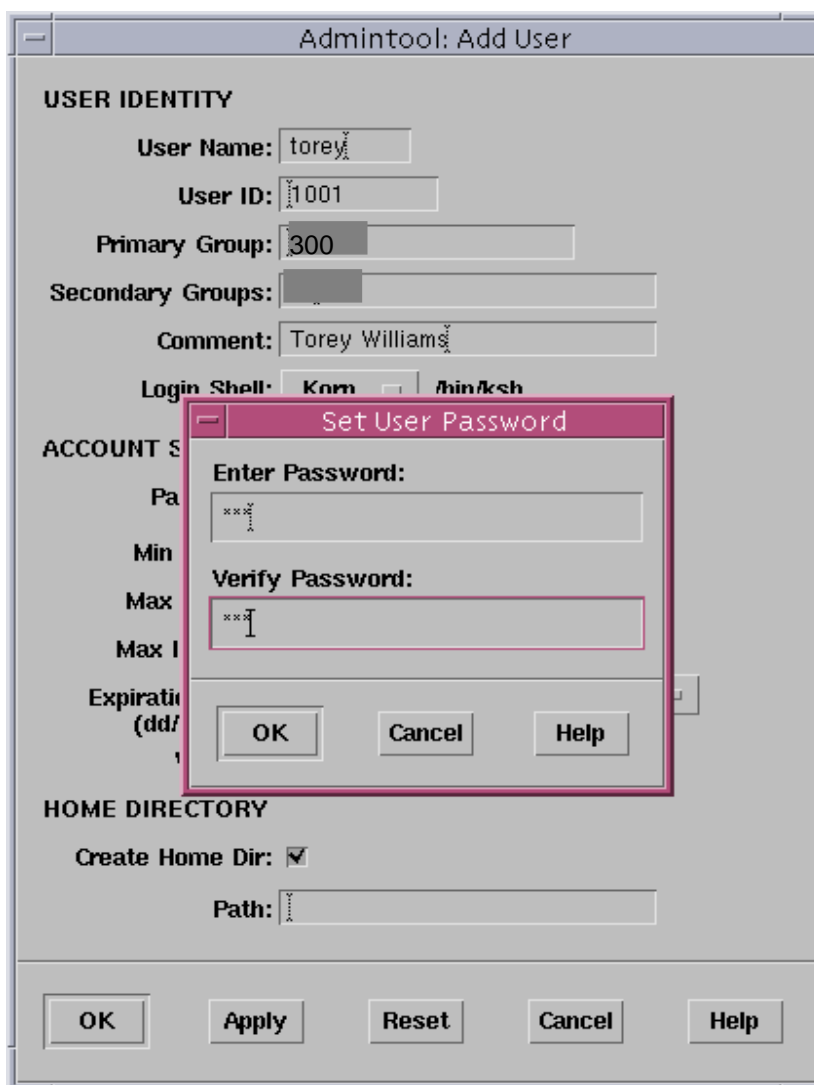 Admintool: Add User
USER IDENTITY
User Name: torey
User ID: 1001
Primary Group: 300
Secondary Groups:
Comment: Torey Williams
Login Shell: Korn /bin/ksh
Set User Password
ACCOUNT S
Enter Password:
Pa
***
Min
Verify Password:
Max
***
Max I
Expiratio
(dd/
OK Cancel Help
HOME DIRECTORY
Create Home Dir:
Path:
OK Apply Reset Cancel Help